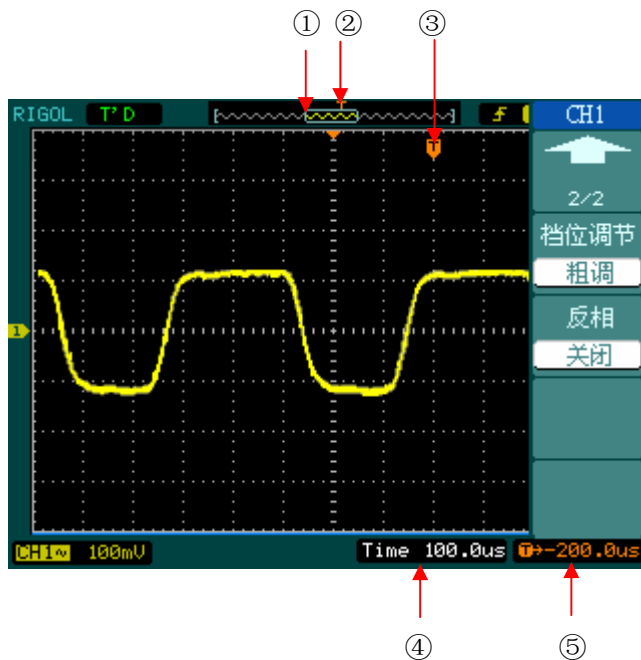 ① ② ③
T
RIGOL T'D CH1
T
2/2
档位调节
粗调
反相
1
关闭
CH1∿ 100mV Time 100.0us T→-200.0us
④ ⑤